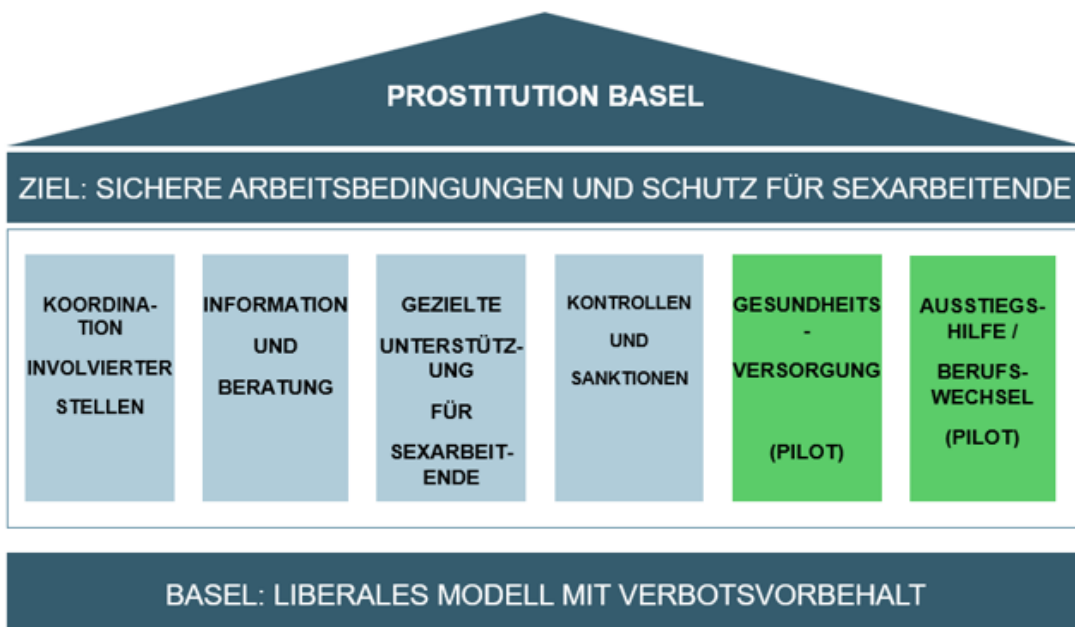 PROSTITUTION BASEL
ZIEL: SICHERE ARBEITSBEDINGUNGEN UND SCHUTZ FÜR SEXARBEITENDE
KOORDINA-
TION
INVOLVIERTER
STELLEN
INFORMATION
UND
BERATUNG
GEZIELTE
UNTERSTÜTZ-
UNG
FÜR
SEXARBEIT-
ENDE
KONTROLLEN
UND
SANKTIONEN
GESUNDHEITS
-
VERSORGUNG
(PILOT)
AUSSTIEGS-
HILFE /
BERUFS-
WECHSEL
(PILOT)
BASEL: LIBERALES MODELL MIT VERBOTSVORBEHALT